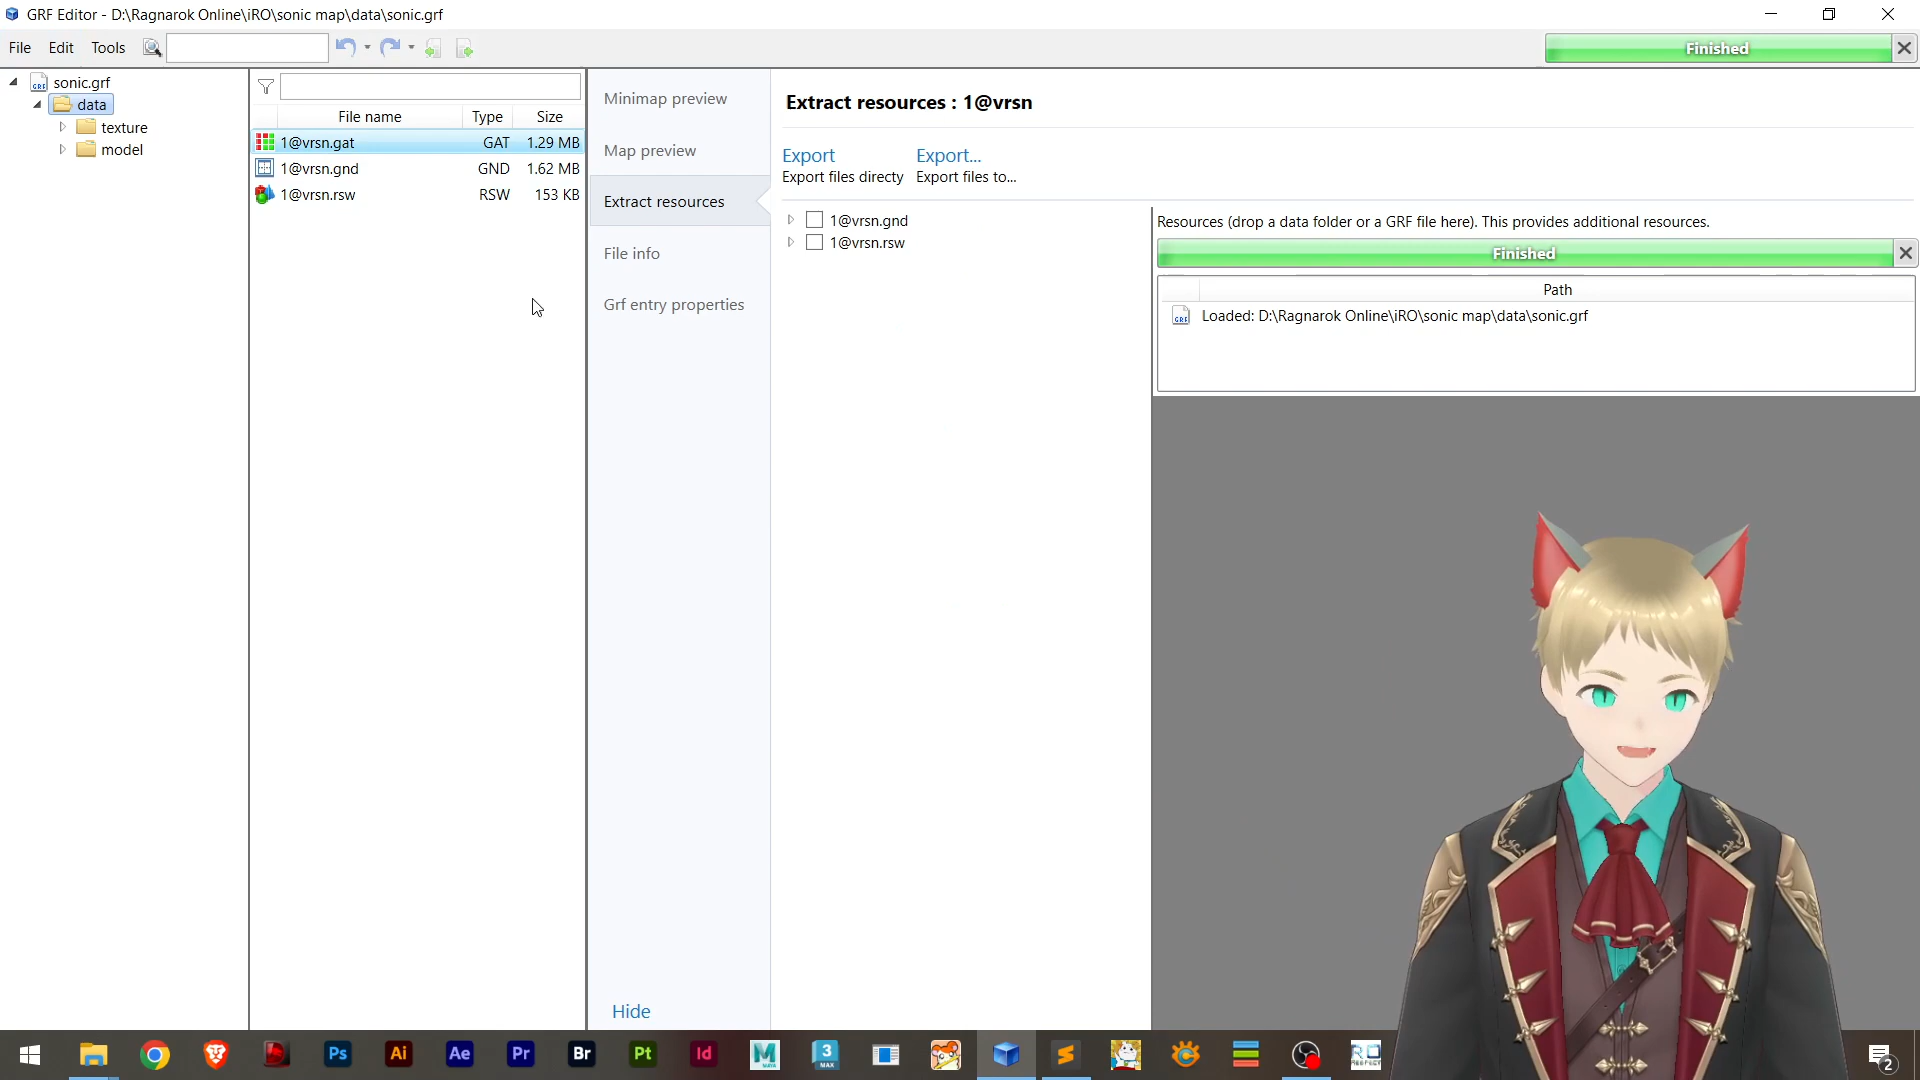 GRF Editor - D:\Ragnarok Online\iRO\sonic map\data\sonic.grf
File Edit Tools
Finished
sonic.grf
data
texture
model
File name Type Size
1@vrsn.gat GAT 1.29 MB
1@vrsn.gnd GND 1.62 MB
1@vrsn.rsw RSW 153 KB
Minimap preview
Map preview
Extract resources
File info
Grf entry properties
Hide
Extract resources : 1@vrsn
Export
Export files directy
Export...
Export files to...
1@vrsn.gnd
1@vrsn.rsw
Resources (drop a data folder or a GRF file here). This provides additional resources.
Finished
Path
GRF Loaded: D:\Ragnarok Online\iRO\sonic map\data\sonic.grf
Ps Ai Ae Pr Br Pt Id M 3 2